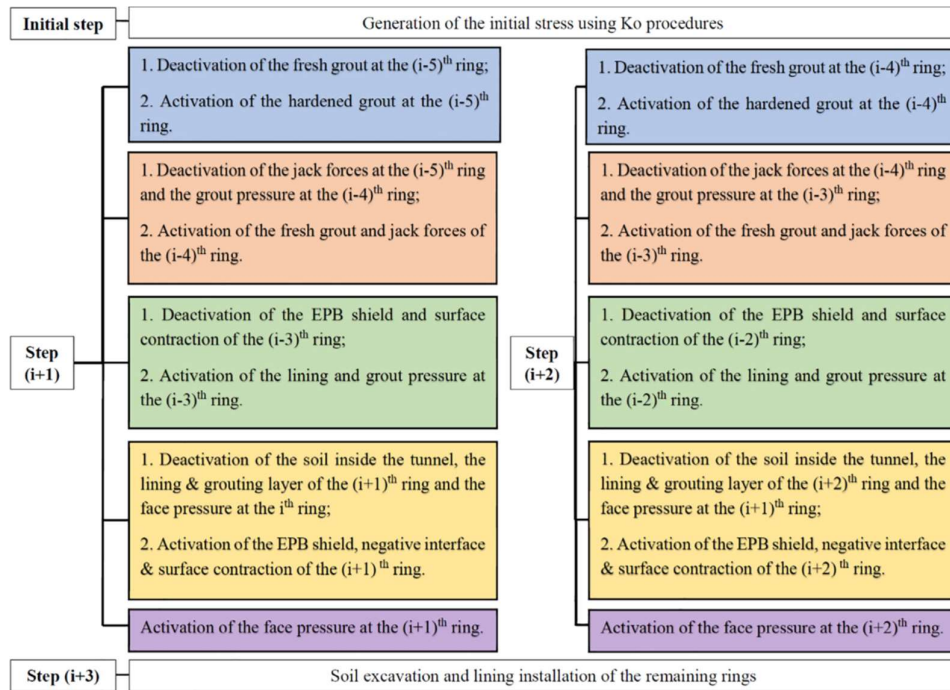 Initial step
Generation of the initial stress using Ko procedures
Step
(i+1)
1. Deactivation of the fresh grout at the (i-5)th ring;
2. Activation of the hardened grout at the (i-5)th
ring.
1. Deactivation of the jack forces at the (i-5)th ring
and the grout pressure at the (i-4)th ring;
2. Activation of the fresh grout and jack forces of
the (i-4)th ring.
1. Deactivation of the EPB shield and surface
contraction of the (i-3)th ring;
2. Activation of the lining and grout pressure at
the (i-3)th ring.
1. Deactivation of the soil inside the tunnel, the
lining & grouting layer of the (i+1)th ring and the
face pressure at the ith ring;
2. Activation of the EPB shield, negative interface
& surface contraction of the (i+1)th ring.
Activation of the face pressure at the (i+1)th ring.
Step
(i+2)
1. Deactivation of the fresh grout at the (i-4)th ring;
2. Activation of the hardened grout at the (i-4)th
ring.
1. Deactivation of the jack forces at the (i-4)th ring
and the grout pressure at the (i-3)th ring;
2. Activation of the fresh grout and jack forces of
the (i-3)th ring.
1. Deactivation of the EPB shield and surface
contraction of the (i-2)th ring;
2. Activation of the lining and grout pressure at
the (i-2)th ring.
1. Deactivation of the soil inside the tunnel, the
lining & grouting layer of the (i+2)th ring and the
face pressure at the (i+1)th ring;
2. Activation of the EPB shield, negative interface
& surface contraction of the (i+2)th ring.
Activation of the face pressure at the (i+2)th ring.
Step (i+3)
Soil excavation and lining installation of the remaining rings